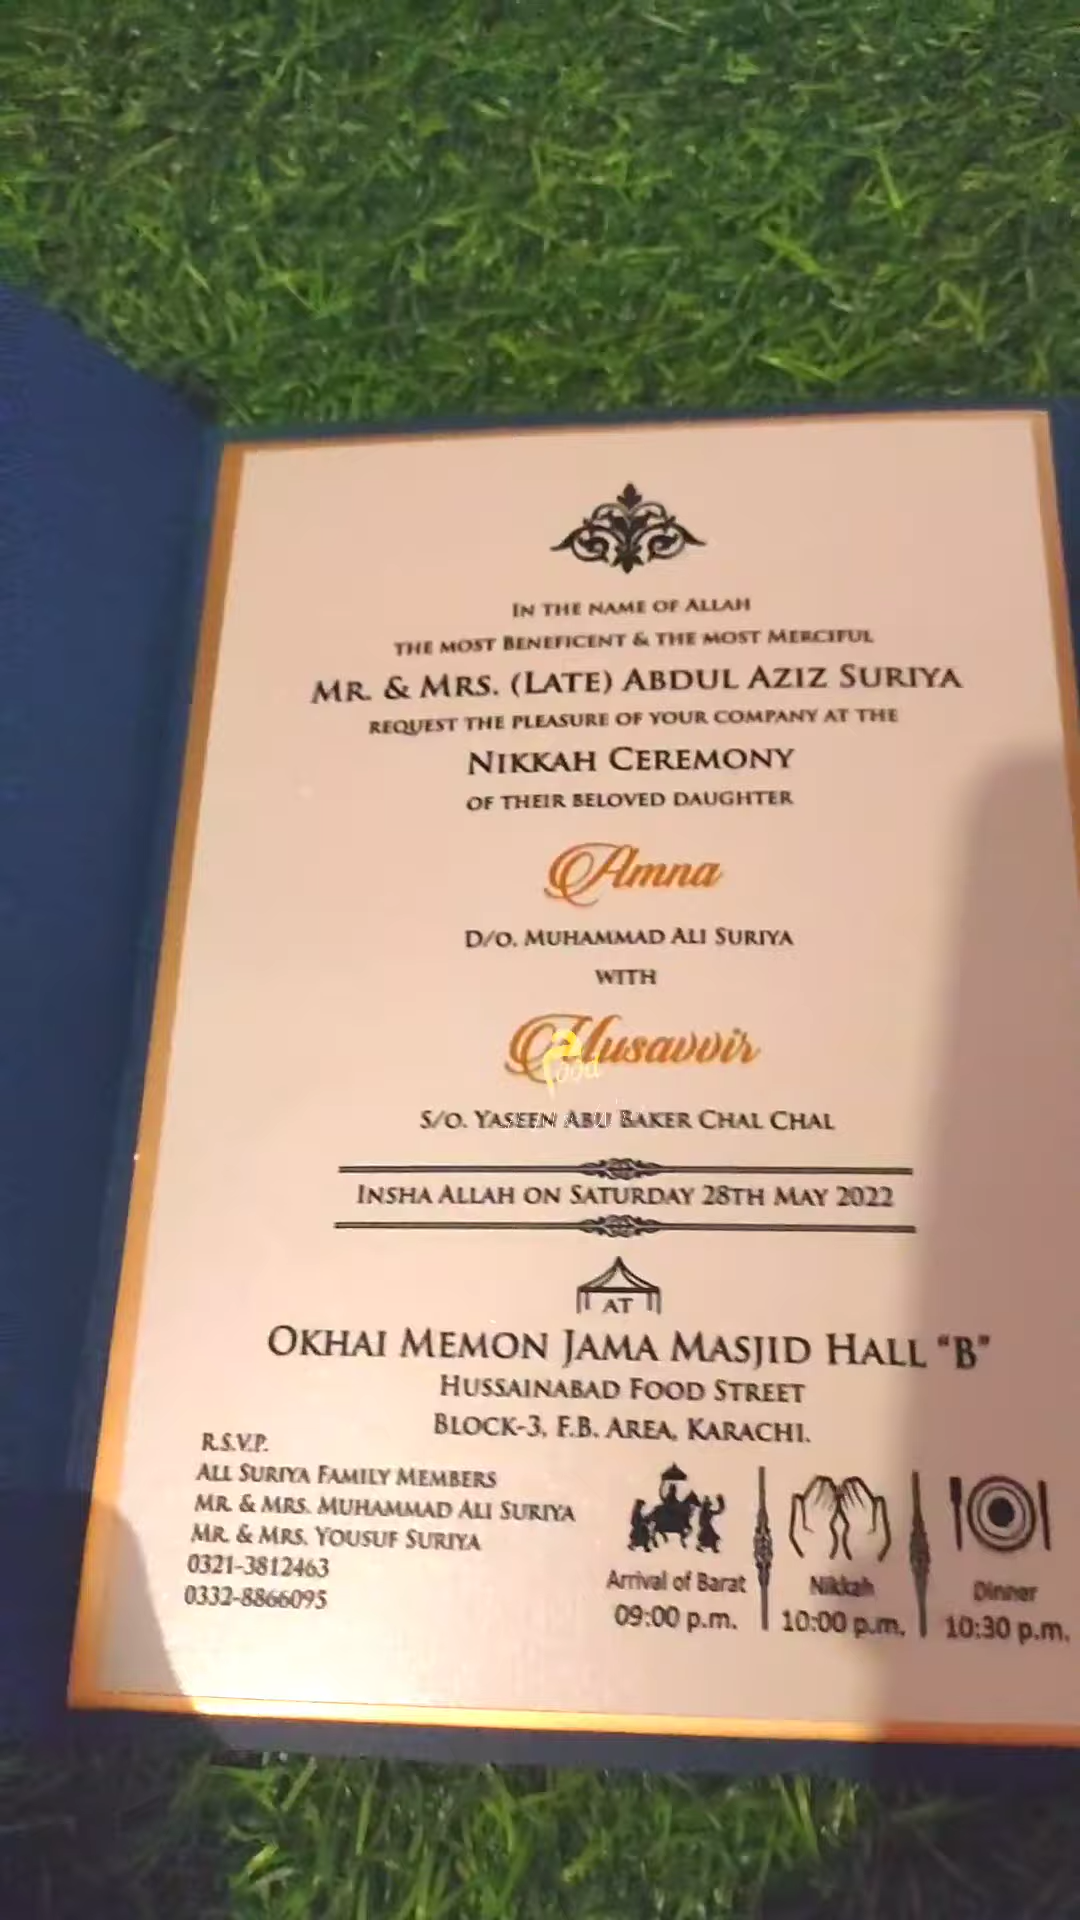 In the name of Allah
the most Beneficent & the most Merciful
Mr. & Mrs. (Late) Abdul Aziz Suriya
request the pleasure of your company at the
Nikkah Ceremony
of their beloved daughter
Amna
D/o. Muhammad Ali Suriya
with
Musavvir
S/o. Yaseen Abu Baker Chal Chal
Insha Allah on Saturday 28th May 2022
at
Okhai Memon Jama Masjid Hall "B"
Hussainabad Food Street
Block-3, F.B. Area, Karachi.
R.S.V.P.
All Suriya Family Members
Mr. & Mrs. Muhammad Ali Suriya
Mr. & Mrs. Yousuf Suriya
0321-3812463
0332-8866095
Arrival of Barat
09:00 p.m.
Nikkah
10:00 p.m.
Dinner
10:30 p.m.